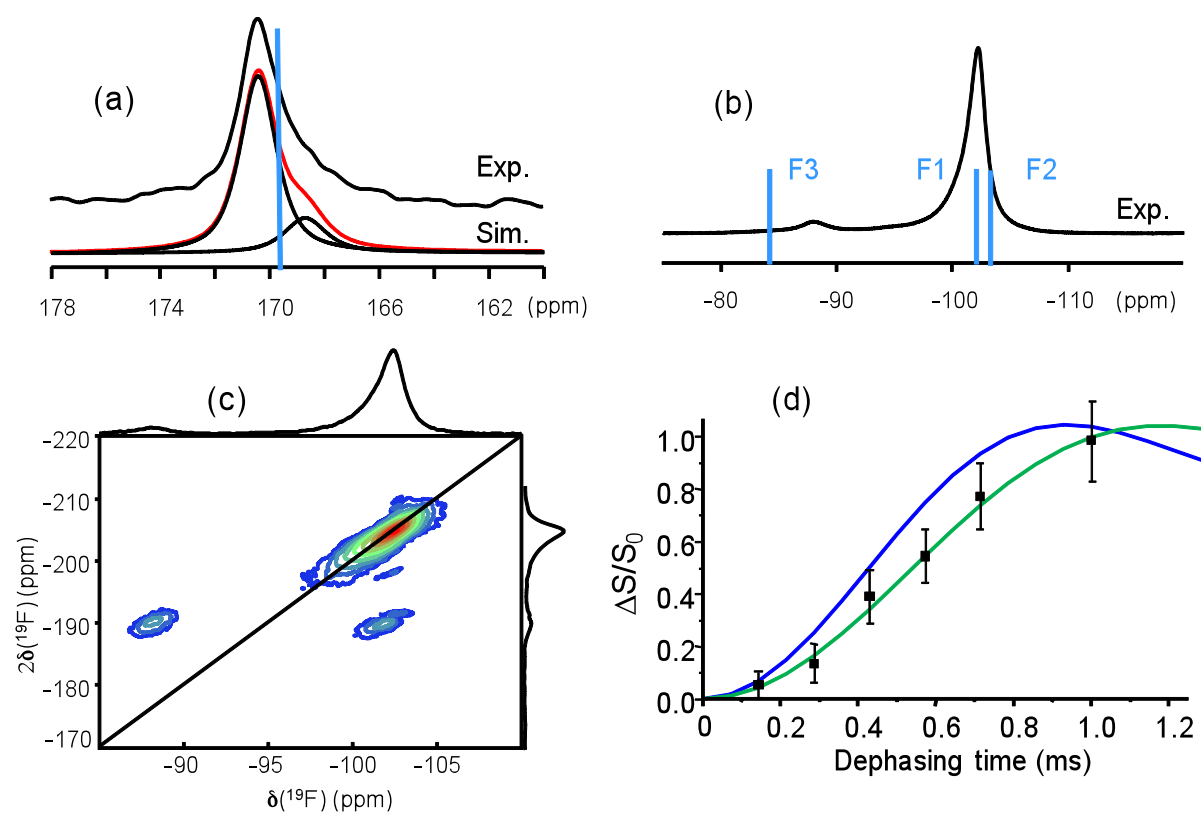 (a)
Exp.
Sim.
178 174 170 166 162 (ppm)
(b)
F3 F1 F2
Exp.
−80 −90 −100 −110 (ppm)
(c)
2δ(¹⁹F) (ppm)
−220
−210
−200
−190
−180
−170
−90 −95 −100 −105
δ(¹⁹F) (ppm)
(d)
ΔS/S₀
1.0
0.8
0.6
0.4
0.2
0.0
0 0.2 0.4 0.6 0.8 1.0 1.2
Dephasing time (ms)